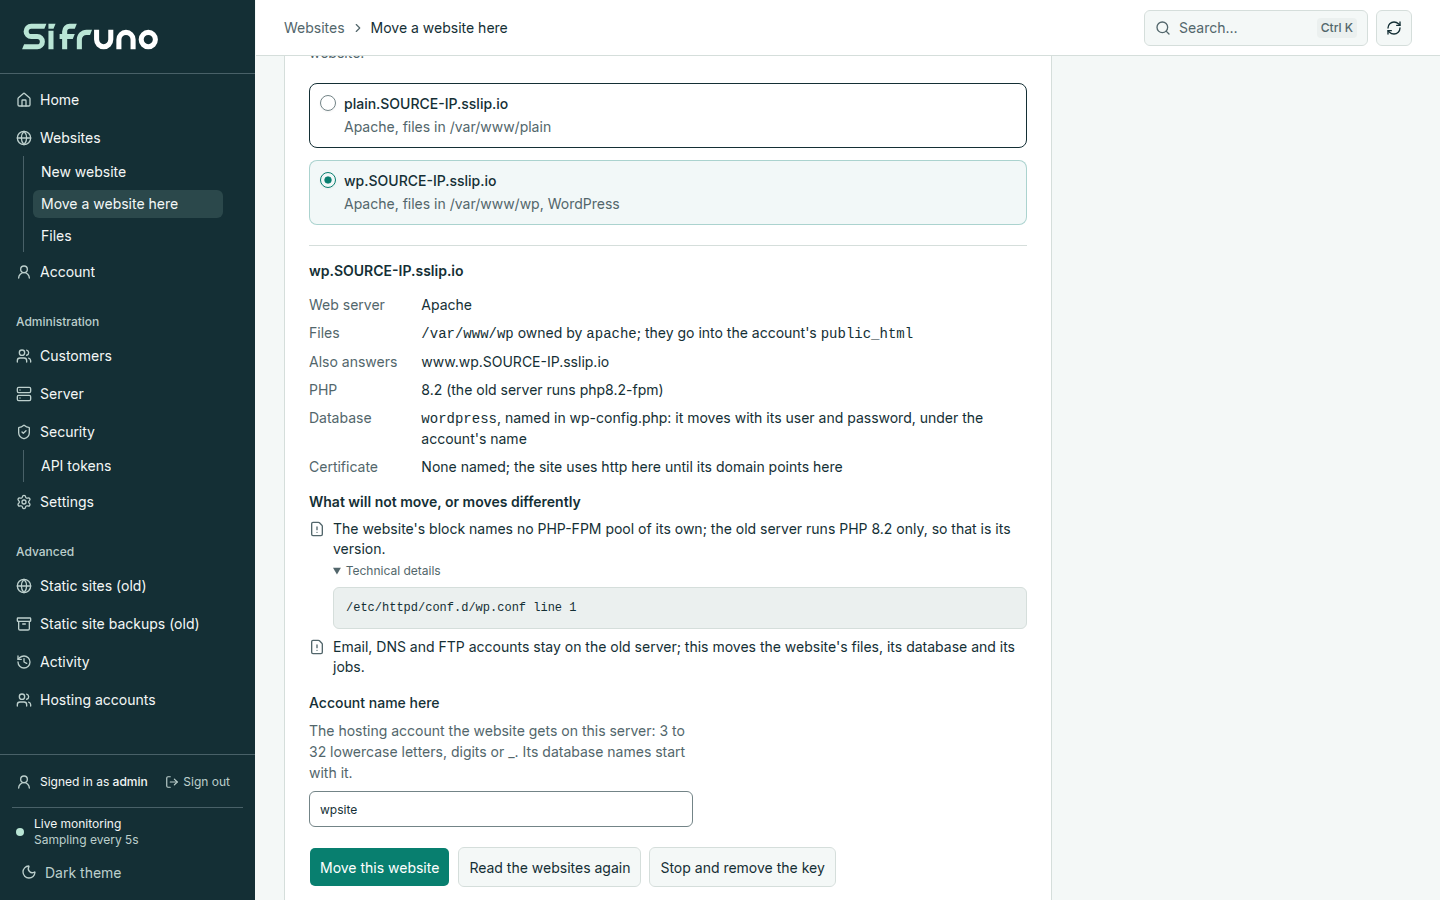 Sifruno
Home
Websites
New website
Move a website here
Files
Account
Administration
Customers
Server
Security
API tokens
Settings
Advanced
Static sites (old)
Static site backups (old)
Activity
Hosting accounts
Signed in as admin
Sign out
Live monitoring
Sampling every 5s
Dark theme
Websites > Move a website here
Search...
Ctrl K
website.
plain.SOURCE-IP.sslip.io
Apache, files in /var/www/plain
wp.SOURCE-IP.sslip.io
Apache, files in /var/www/wp, WordPress
wp.SOURCE-IP.sslip.io
Web server Apache
Files /var/www/wp owned by apache; they go into the account's public_html
Also answers www.wp.SOURCE-IP.sslip.io
PHP 8.2 (the old server runs php8.2-fpm)
Database wordpress, named in wp-config.php: it moves with its user and password, under the
account's name
Certificate None named; the site uses http here until its domain points here
What will not move, or moves differently
The website's block names no PHP-FPM pool of its own; the old server runs PHP 8.2 only, so that is its
version.
▼ Technical details
/etc/httpd/conf.d/wp.conf line 1
Email, DNS and FTP accounts stay on the old server; this moves the website's files, its database and its
jobs.
Account name here
The hosting account the website gets on this server: 3 to
32 lowercase letters, digits or _. Its database names start
with it.
wpsite
Move this website
Read the websites again
Stop and remove the key